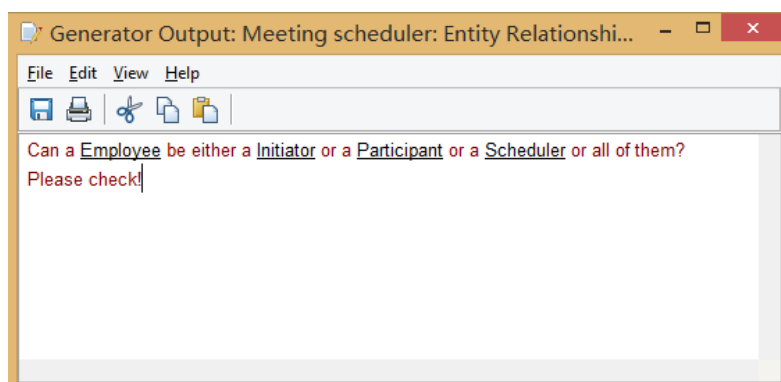 Generator Output: Meeting scheduler: Entity Relationshi...
File Edit View Help
Can a Employee be either a Initiator or a Participant or a Scheduler or all of them?
Please check!